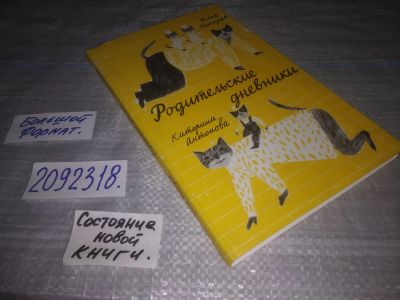 Родительские
дневники
Катерина
Антонова
Большой
формат.
2092318.
Состояние
новой
книги.